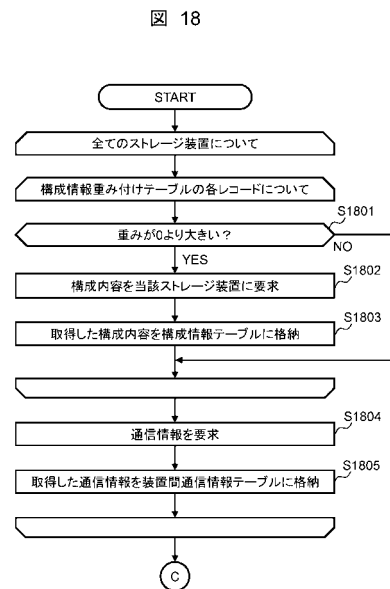 図 18
START
全てのストレージ装置について
構成情報重み付けテーブルの各レコードについて
S1801
重みが0より大きい？
NO
YES
S1802
構成内容を当該ストレージ装置に要求
S1803
取得した構成内容を構成情報テーブルに格納
S1804
通信情報を要求
S1805
取得した通信情報を装置間通信情報テーブルに格納
C